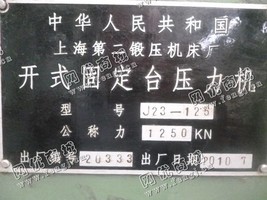 中华人民共和国
上海第二锻压机床厂
开式固定台压力机
型号 J23-125
公称力 1250KN
出厂编号 20333 出厂日期 2010 7